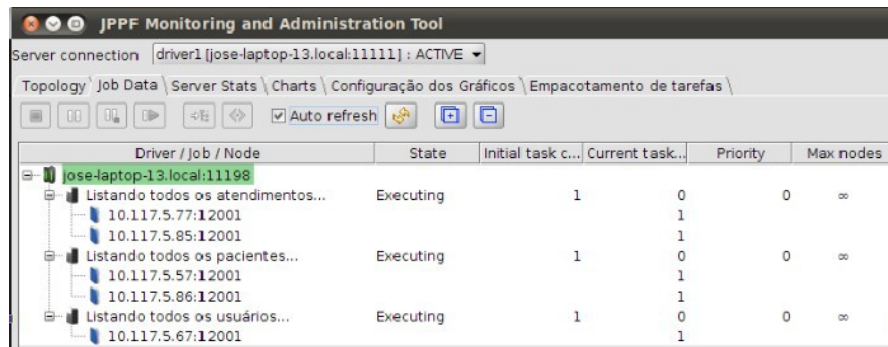 JPPF Monitoring and Administration Tool
Server connection driver1 [jose-laptop-13.local:11111] : ACTIVE
Topology Job Data Server Stats Charts Configuração dos Gráficos Empacotamento de tarefas
Auto refresh
Driver / Job / Node State Initial task c... Current task... Priority Max nodes
jose-laptop-13.local:11198
Listando todos os atendimentos... Executing 1 0 0 ∞
10.117.5.77:12001 1
10.117.5.85:12001 1
Listando todos os pacientes... Executing 1 0 0 ∞
10.117.5.57:12001 1
10.117.5.86:12001 1
Listando todos os usuários... Executing 1 0 0 ∞
10.117.5.67:12001 1